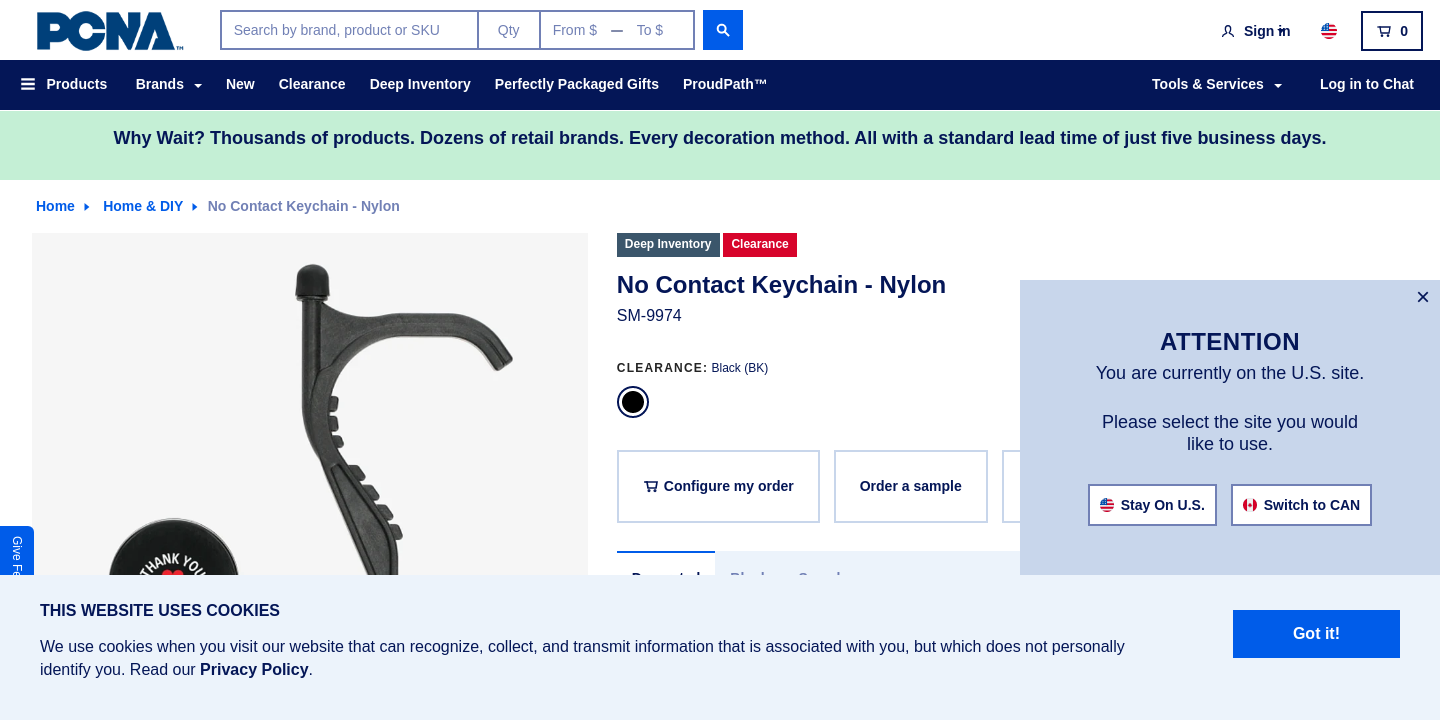 PCNA™
Search by brand, product or SKU
Qty
From $ — To $
Sign in
0
Products
Brands
New
Clearance
Deep Inventory
Perfectly Packaged Gifts
ProudPath™
Tools & Services
Log in to Chat
Why Wait? Thousands of products. Dozens of retail brands. Every decoration method. All with a standard lead time of just five business days.
Home
Home & DIY
No Contact Keychain - Nylon
Deep Inventory
Clearance
No Contact Keychain - Nylon
SM-9974
CLEARANCE: Black (BK)
Configure my order
Order a sample
THANK YOU
Give
ATTENTION
You are currently on the U.S. site.
Please select the site you would
like to use.
Stay On U.S.
Switch to CAN
THIS WEBSITE USES COOKIES
We use cookies when you visit our website that can recognize, collect, and transmit information that is associated with you, but which does not personally
identify you. Read our Privacy Policy.
Got it!